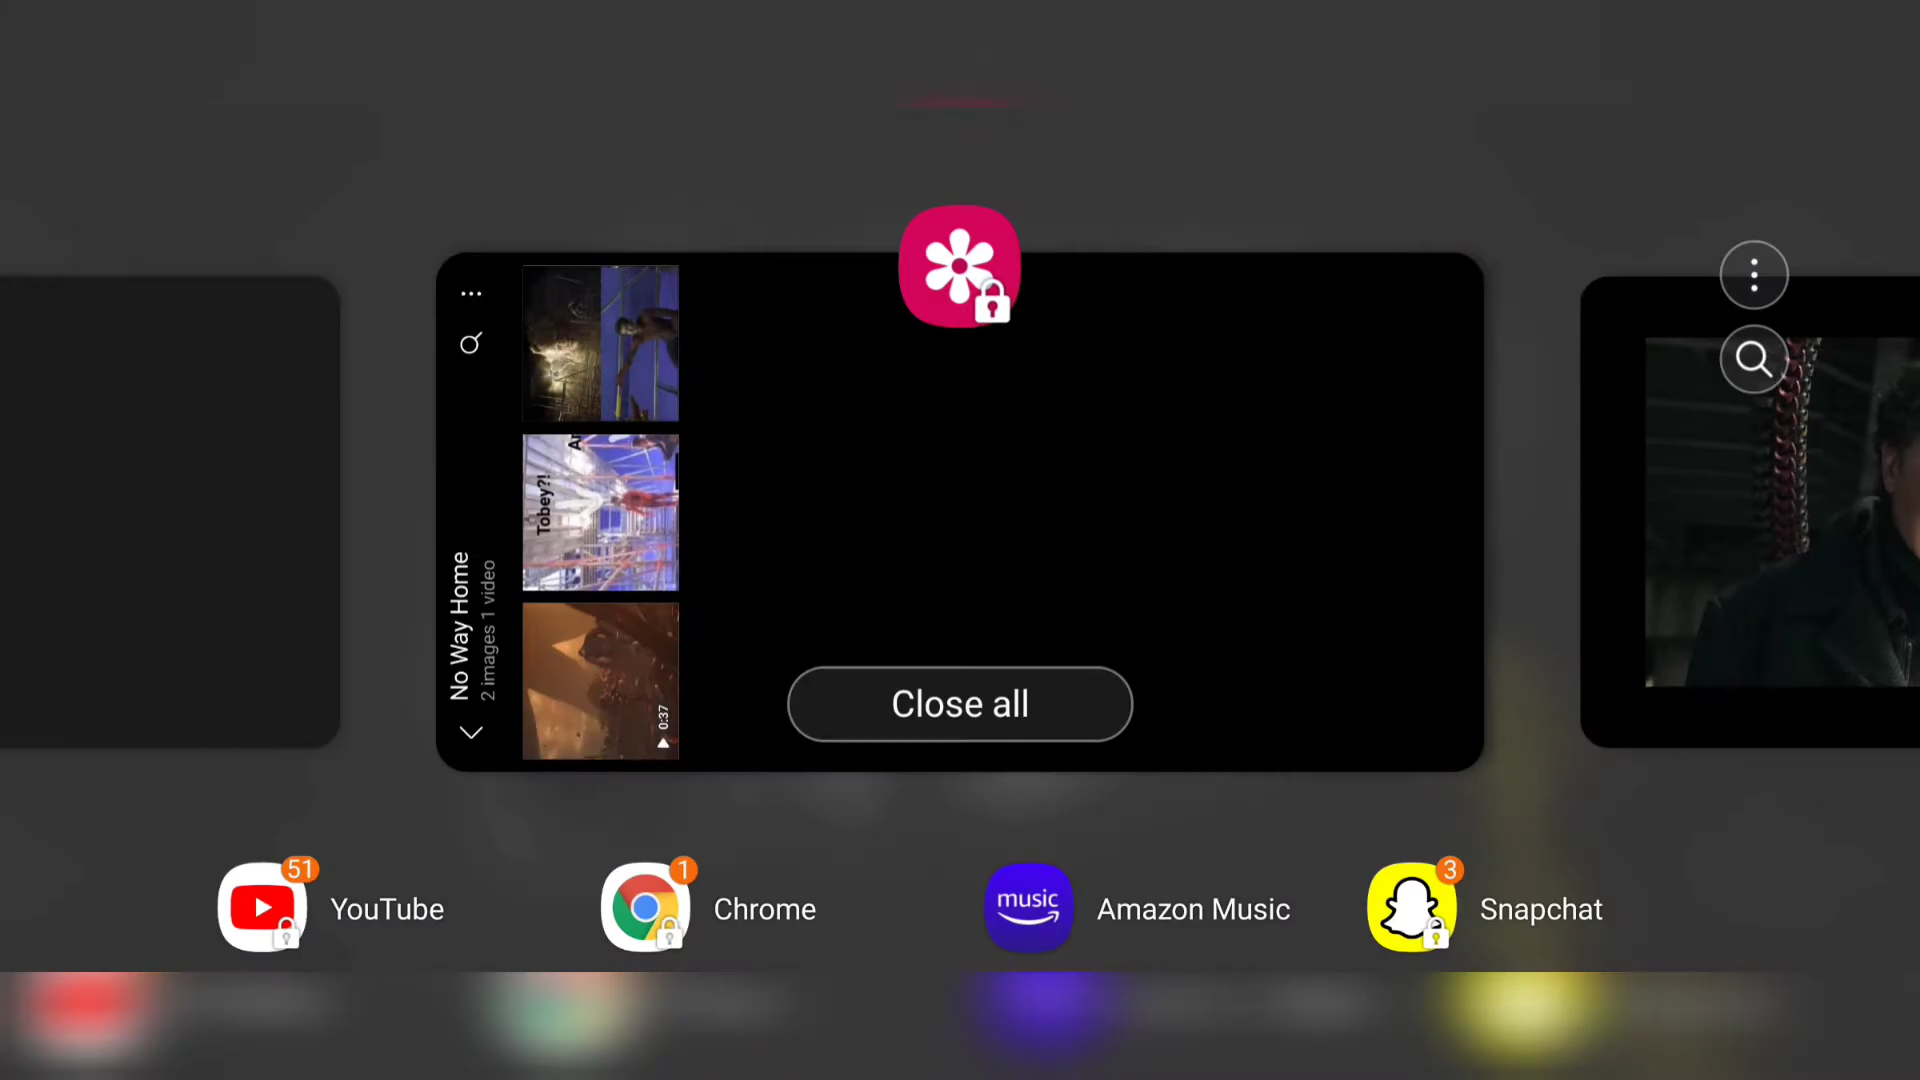 No Way Home
2 images 1 video
Tobey?!
0:37
Close all
51
YouTube
1
Chrome
music
Amazon Music
3
Snapchat